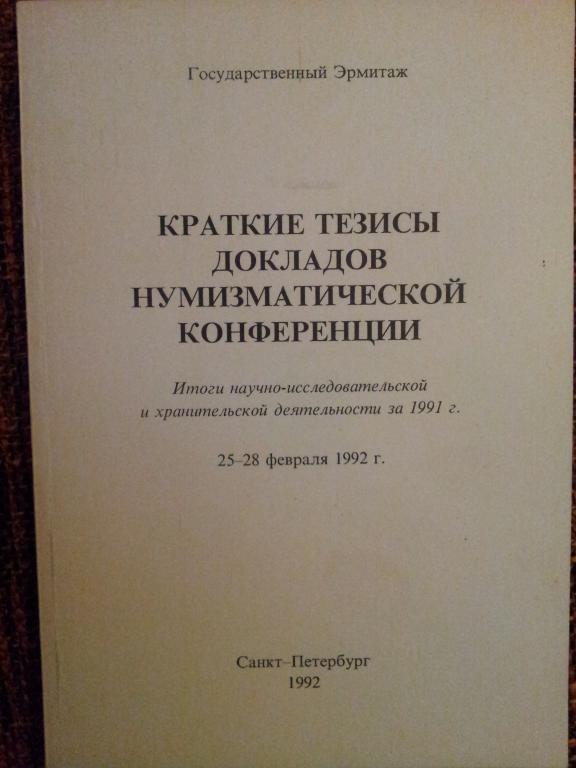 Государственный Эрмитаж
КРАТКИЕ ТЕЗИСЫ
ДОКЛАДОВ
НУМИЗМАТИЧЕСКОЙ
КОНФЕРЕНЦИИ
Итоги научно-исследовательской
и хранительской деятельности за 1991 г.
25–28 февраля 1992 г.
Санкт–Петербург
1992